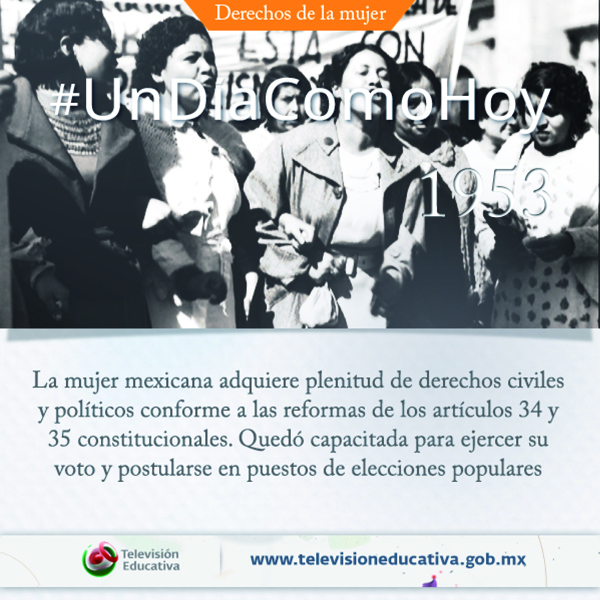 Derechos de la mujer
ESTA CON
#UnDíaComoHoy
1953
La mujer mexicana adquiere plenitud de derechos civiles
y políticos conforme a las reformas de los artículos 34 y
35 constitucionales. Quedó capacitada para ejercer su
voto y postularse en puestos de elecciones populares
Televisión
Educativa
www.televisioneducativa.gob.mx